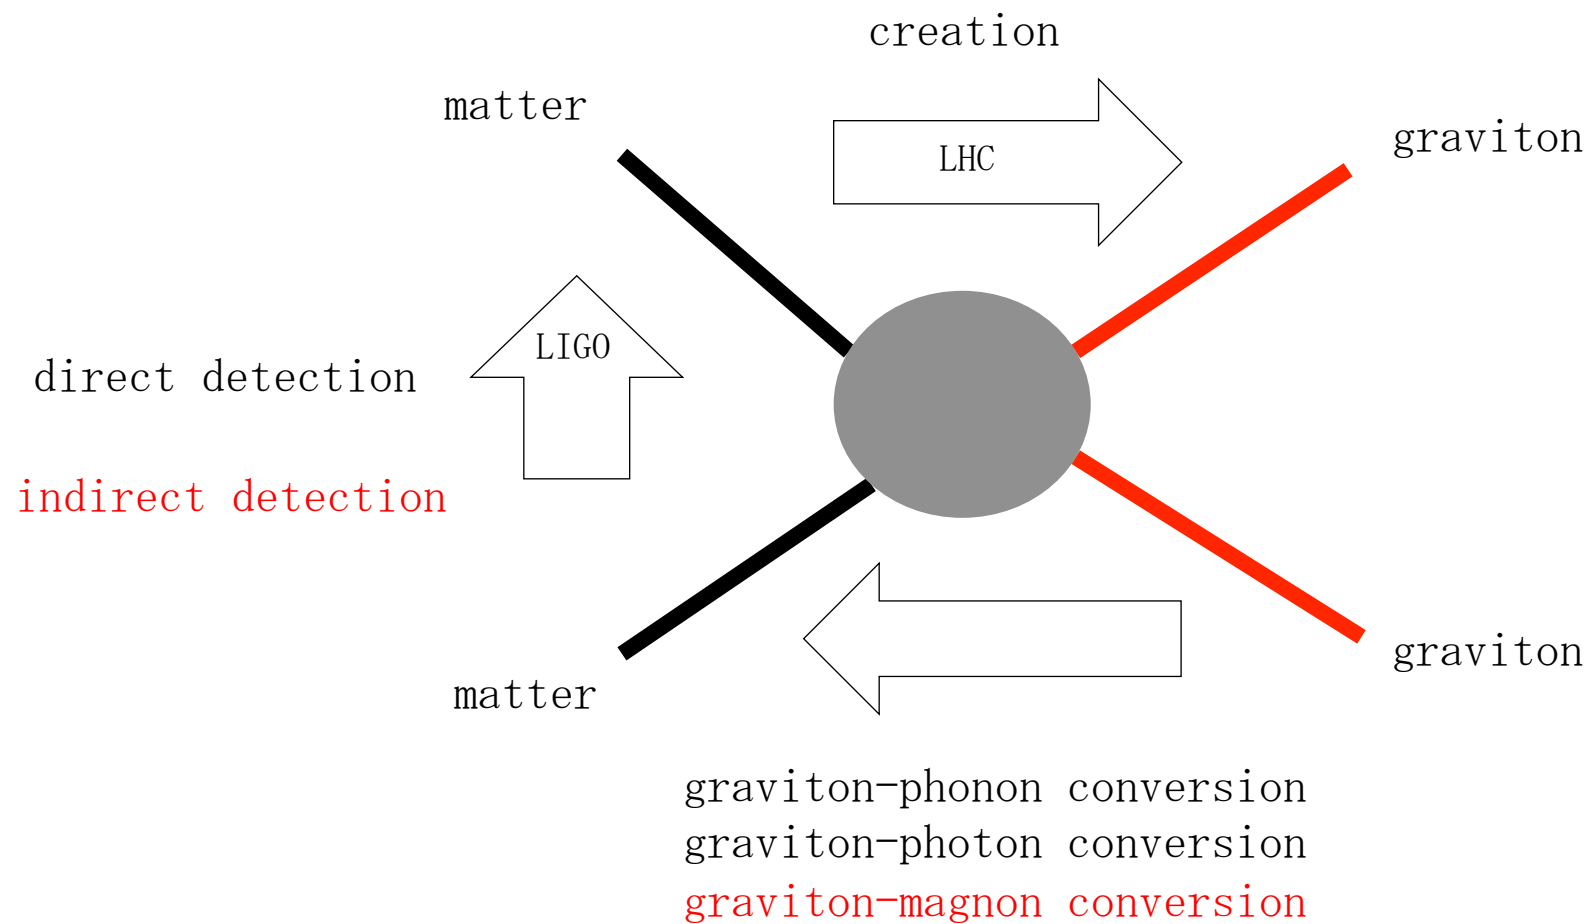 creation
matter
graviton
LHC
LIGO
direct detection
indirect detection
graviton
matter
graviton-phonon conversion
graviton-photon conversion
graviton-magnon conversion